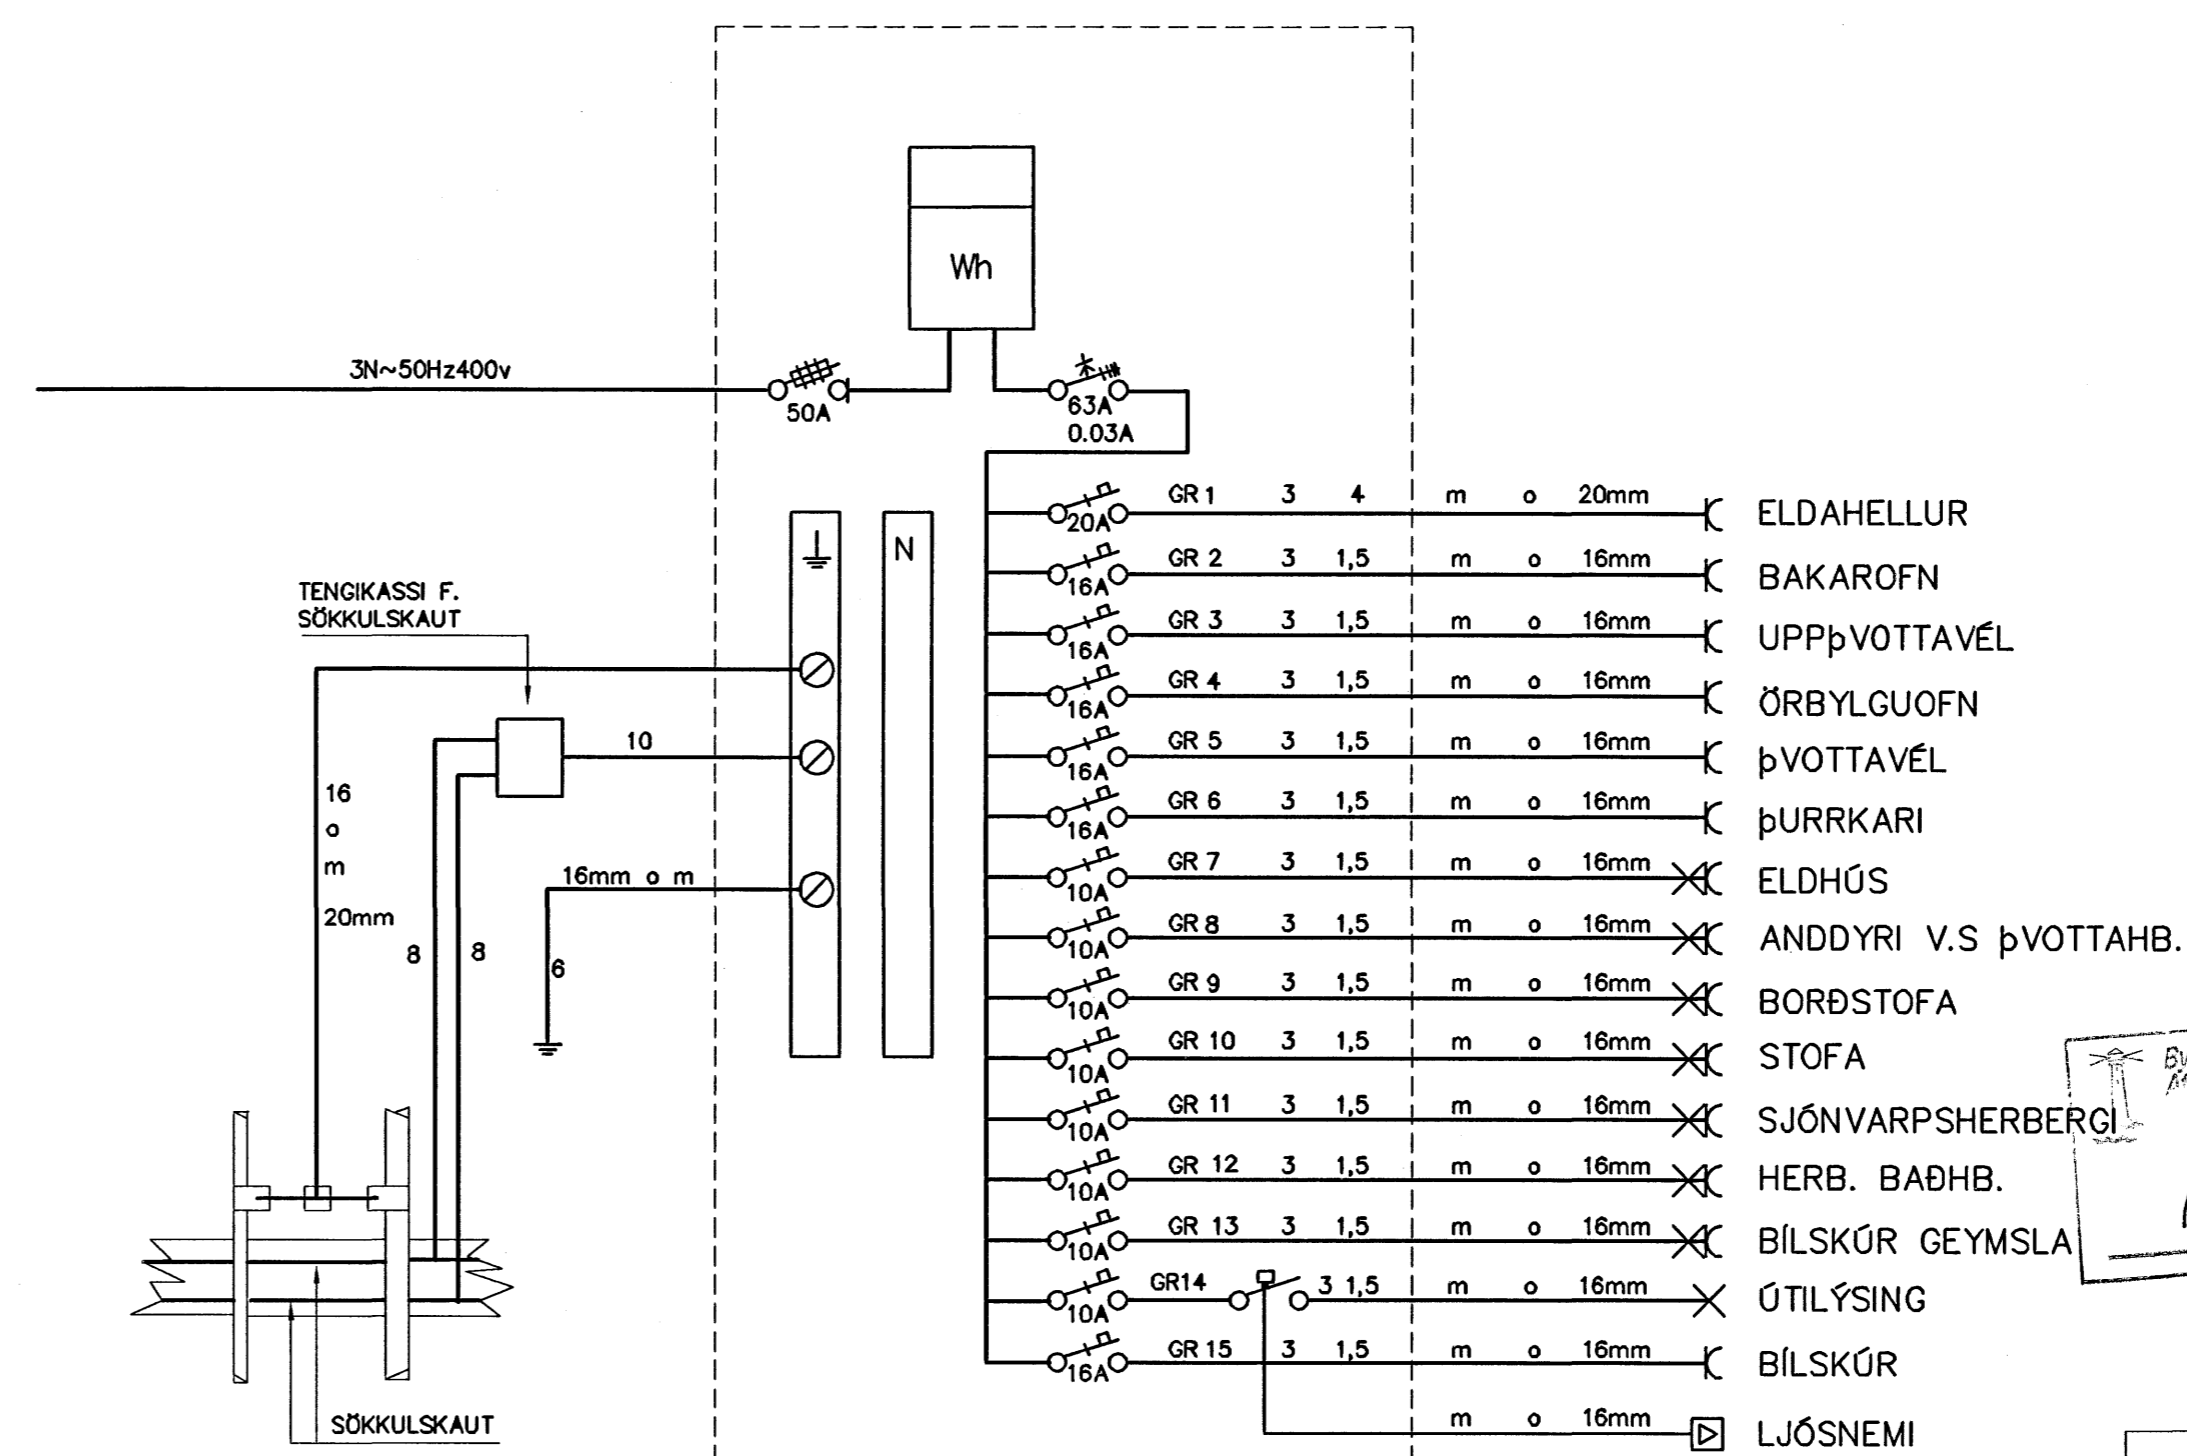 Wh
3N~50Hz400v
50A
63A
0.03A
GR 1 3 4 m o 20mm
20A
ELDAHELLUR
GR 2 3 1,5 m o 16mm
16A
BAKAROFN
GR 3 3 1,5 m o 16mm
16A
UPPÞVOTTAVÉL
GR 4 3 1,5 m o 16mm
16A
ÖRBYLGUOFN
GR 5 3 1,5 m o 16mm
16A
ÞVOTTAVÉL
GR 6 3 1,5 m o 16mm
16A
ÞURRKARI
GR 7 3 1,5 m o 16mm
10A
ELDHÚS
GR 8 3 1,5 m o 16mm
10A
ANDDYRI V.S ÞVOTTAHB.
GR 9 3 1,5 m o 16mm
10A
BORÐSTOFA
GR 10 3 1,5 m o 16mm
10A
STOFA
GR 11 3 1,5 m o 16mm
10A
SJÓNVARPSHERBERGI
GR 12 3 1,5 m o 16mm
10A
HERB. BAÐHB.
GR 13 3 1,5 m o 16mm
10A
BÍLSKÚR GEYMSLA
GR14 3 1,5 m o 16mm
10A
ÚTILÝSING
GR 15 3 1,5 m o 16mm
16A
BÍLSKÚR
m o 16mm
LJÓSNEMI
N
TENGIKASSI F.
SÖKKULSKAUT
10
16
o
m
20mm
8
8
16mm o m
6
SÖKKULSKAUT